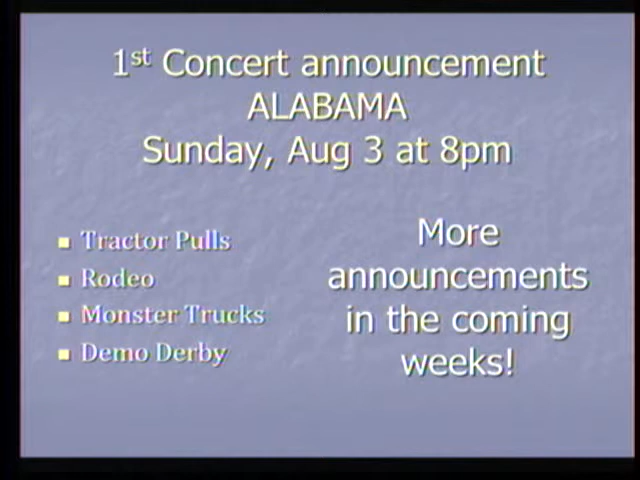 1st Concert announcement
ALABAMA
Sunday, Aug 3 at 8pm
Tractor Pulls
Rodeo
Monster Trucks
Demo Derby
More
announcements
in the coming
weeks!